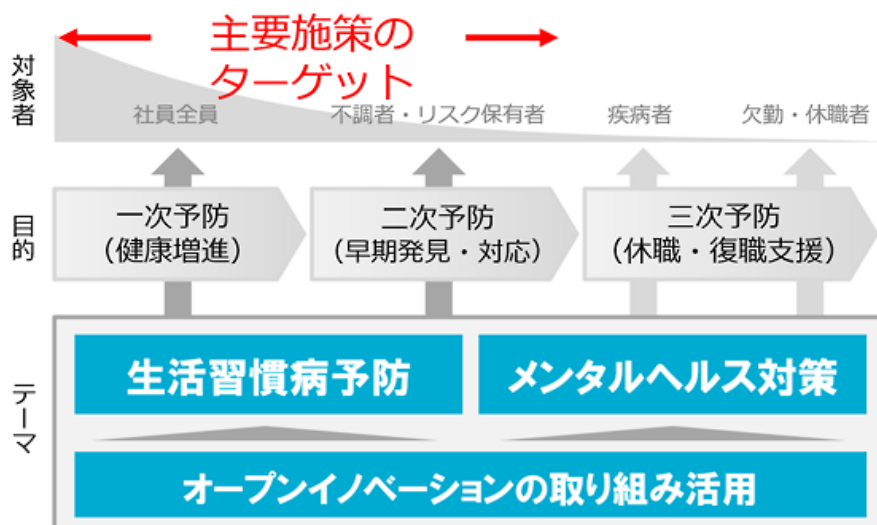 主要施策の
ターゲット
対象者
社員全員
不調者・リスク保有者
疾病者
欠勤・休職者
目的
一次予防
（健康増進）
二次予防
（早期発見・対応）
三次予防
（休職・復職支援）
テーマ
生活習慣病予防
メンタルヘルス対策
オープンイノベーションの取り組み活用